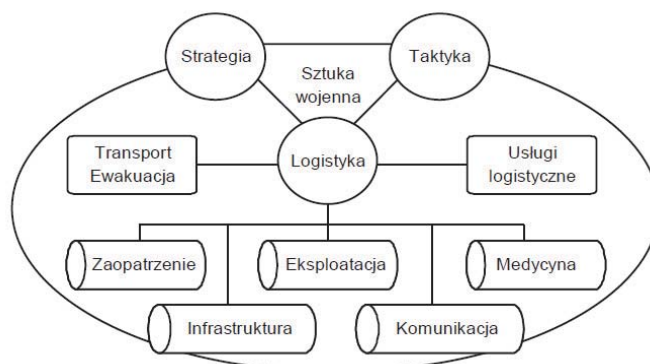 Strategia
Taktyka
Sztuka
wojenna
Transport
Ewakuacja
Logistyka
Usługi
logistyczne
Zaopatrzenie
Eksploatacja
Medycyna
Infrastruktura
Komunikacja